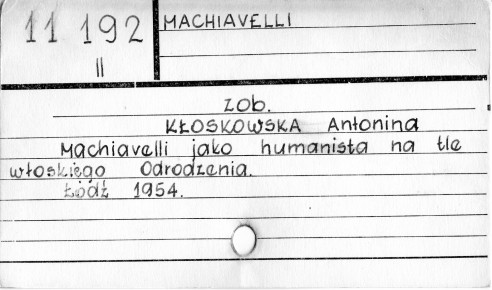 11 192
II
MACHIAVELLI
zob.
KŁOSKOWSKA Antonina
Machiavelli jako humanista na tle
włoskiego Odrodzenia.
Łódź 1954.